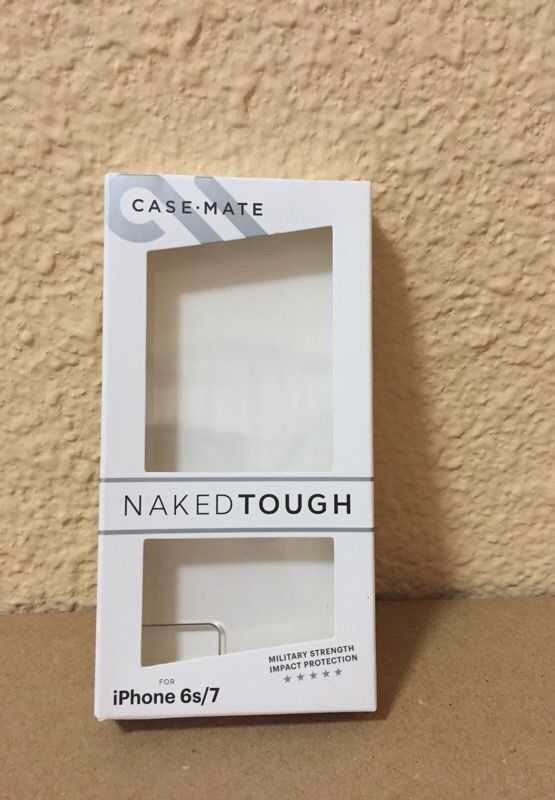 CASE·MATE
NAKEDTOUGH
MILITARY STRENGTH
IMPACT PROTECTION
FOR
iPhone 6s/7